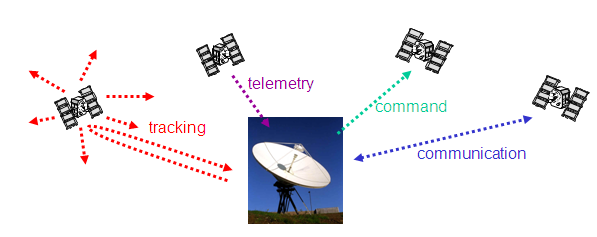 telemetry
command
tracking
communication